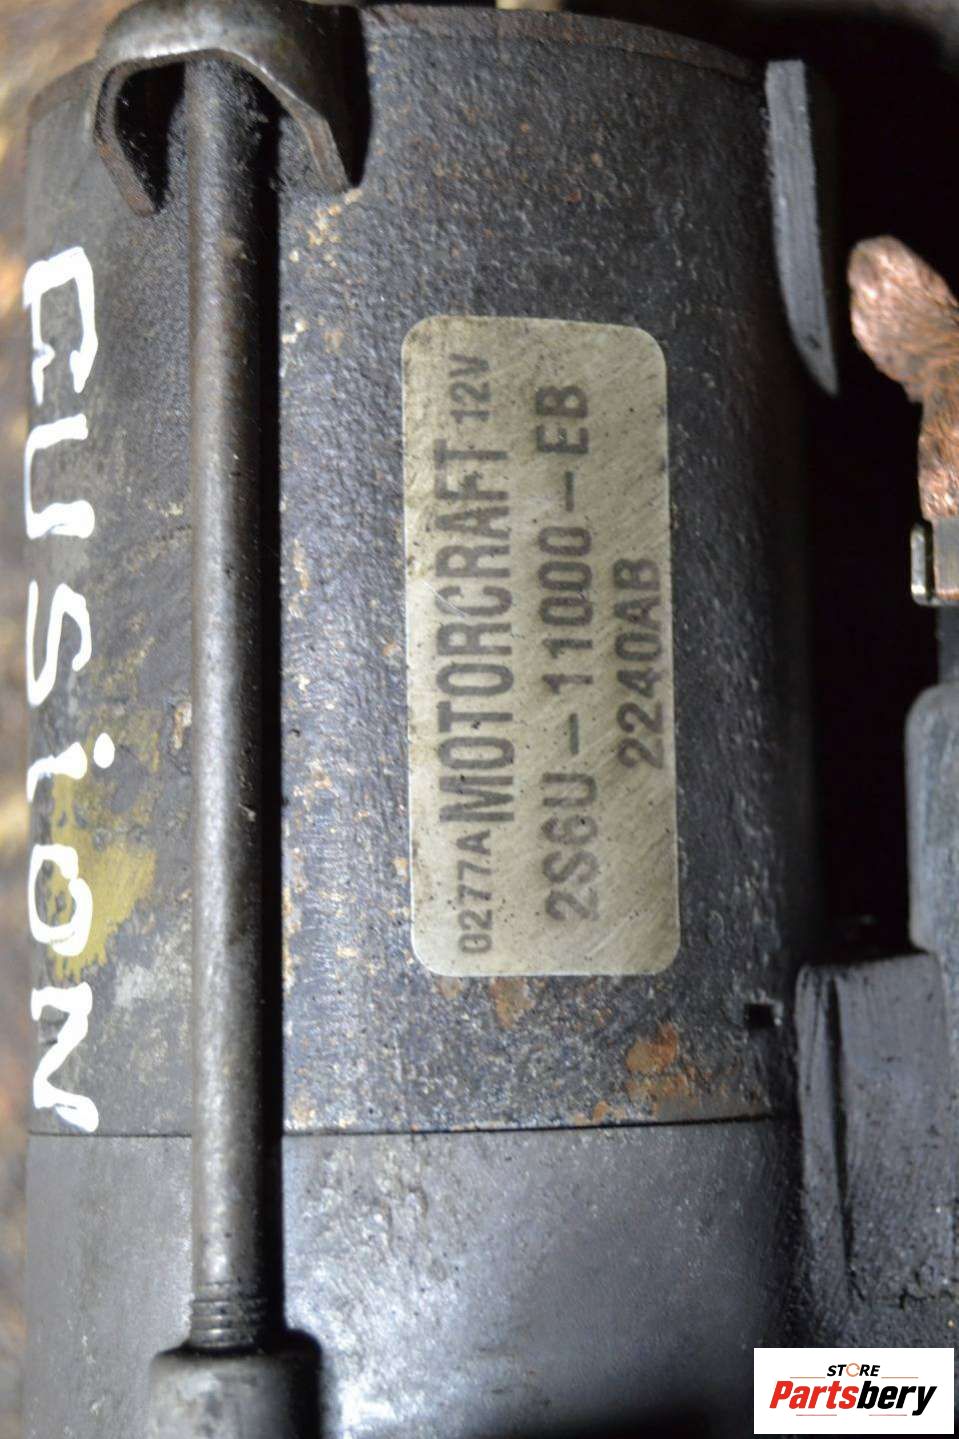 FUSiON
0277A MOTORCRAFT 12V
2S6U-11000-EB
2240AB
STORE
Partsbery